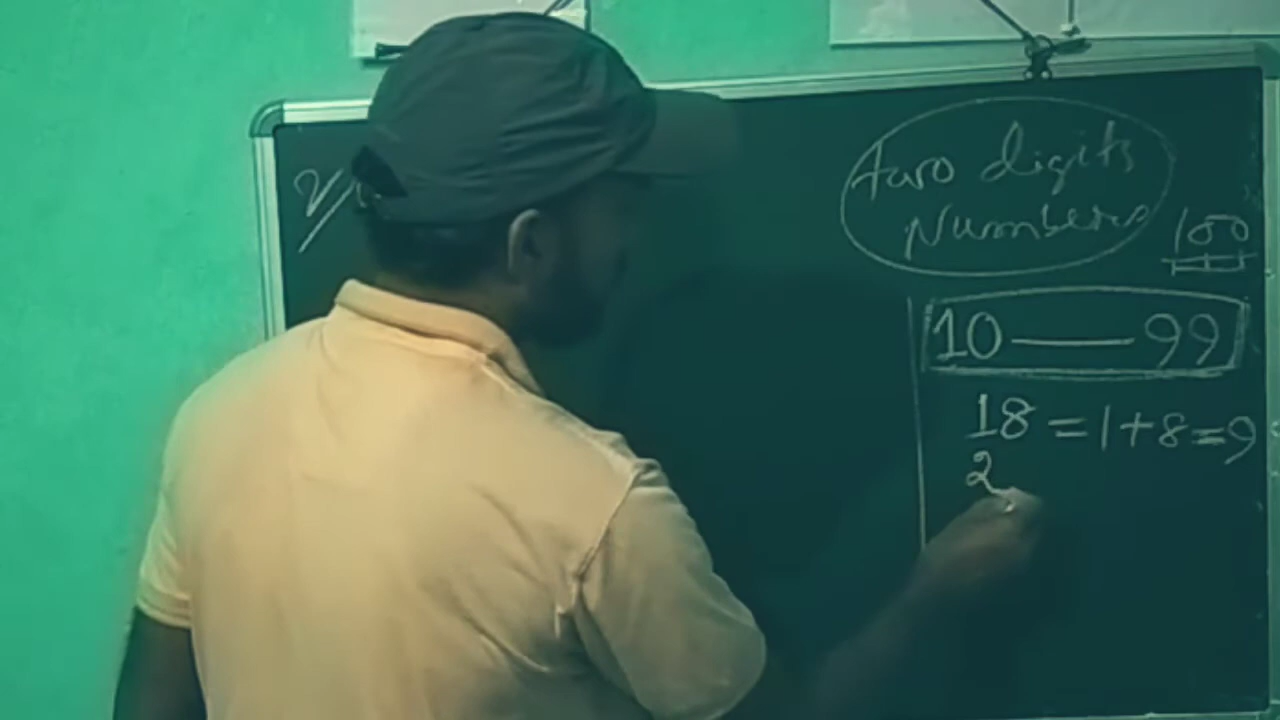 two digits
Numbers
100
10 — 99
18 = 1+8=9
2